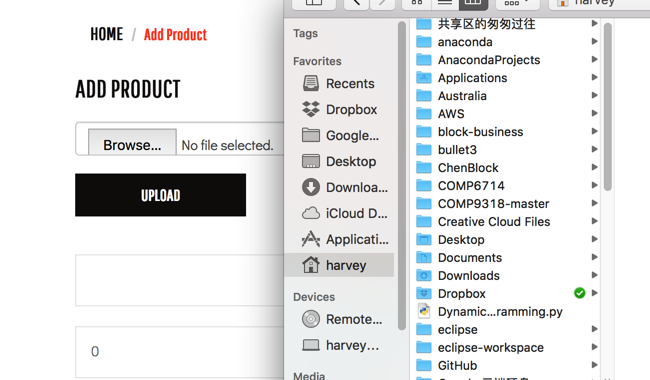 HOME / Add Product
ADD PRODUCT
Browse... No file selected.
UPLOAD
0
harvey
Tags
Favorites
Recents
Dropbox
Google...
Desktop
Downloa...
iCloud D...
Applicati...
harvey
Devices
Remote...
harvey...
Media
共享区的匆匆过往
anaconda
AnacondaProjects
Applications
Australia
AWS
block-business
bullet3
ChenBlock
COMP6714
COMP9318-master
Creative Cloud Files
Desktop
Documents
Downloads
Dropbox
Dynamic...ramming.py
eclipse
eclipse-workspace
GitHub